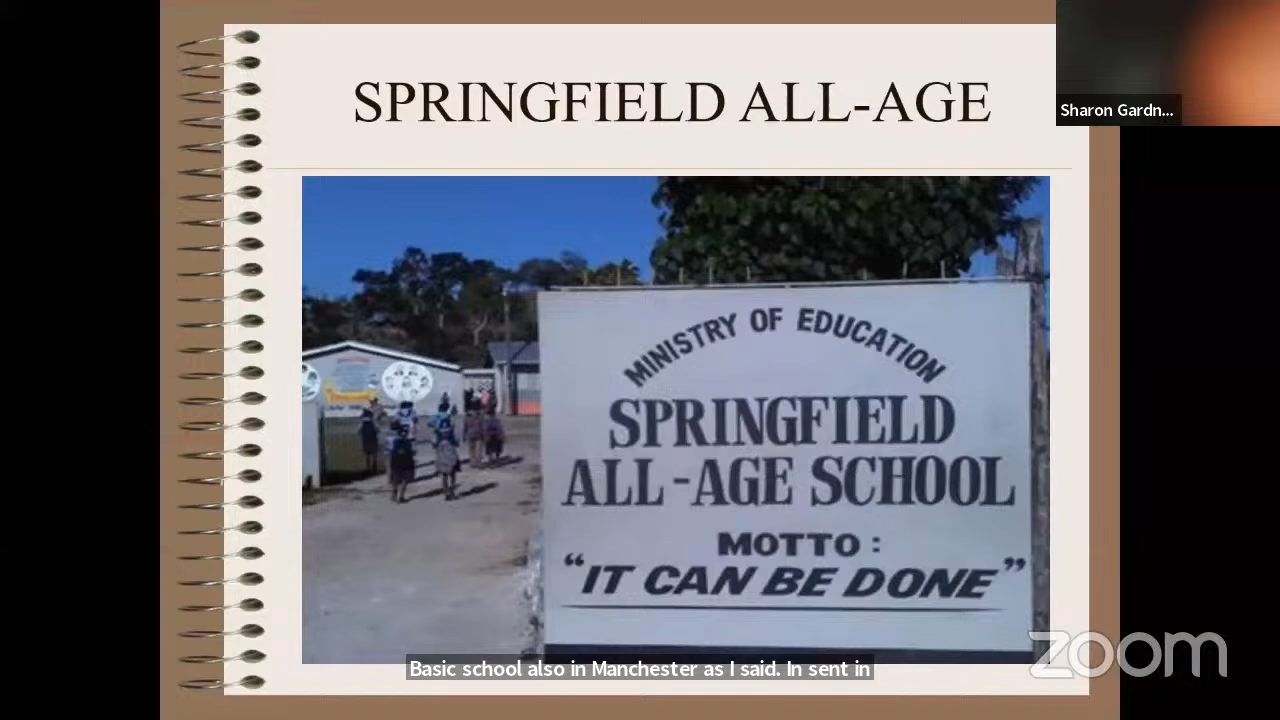 SPRINGFIELD ALL-AGE
Sharon Gardn...
MINISTRY OF EDUCATION
SPRINGFIELD
ALL-AGE SCHOOL
MOTTO :
"IT CAN BE DONE"
Basic school also in Manchester as I said. In sent in
zoom